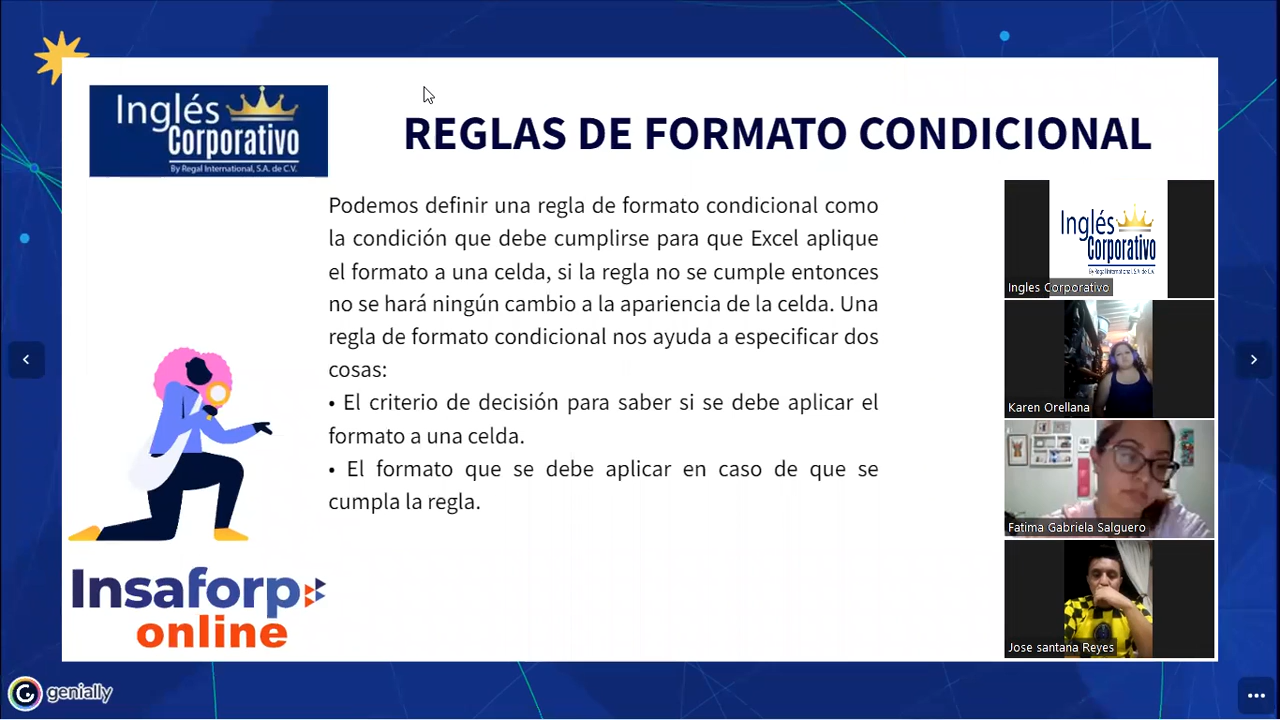 Inglés
Corporativo
By Regal International, S.A. de C.V.
REGLAS DE FORMATO CONDICIONAL
Podemos definir una regla de formato condicional como
la condición que debe cumplirse para que Excel aplique
el formato a una celda, si la regla no se cumple entonces
no se hará ningún cambio a la apariencia de la celda. Una
regla de formato condicional nos ayuda a especificar dos
cosas:
• El criterio de decisión para saber si se debe aplicar el
formato a una celda.
• El formato que se debe aplicar en caso de que se
cumpla la regla.
Insaforp
online
Inglés
Corporativo
By Regal International, S.A. de C.V.
Ingles Corporativo
Karen Orellana
Fatima Gabriela Salguero
Jose santana Reyes
genially